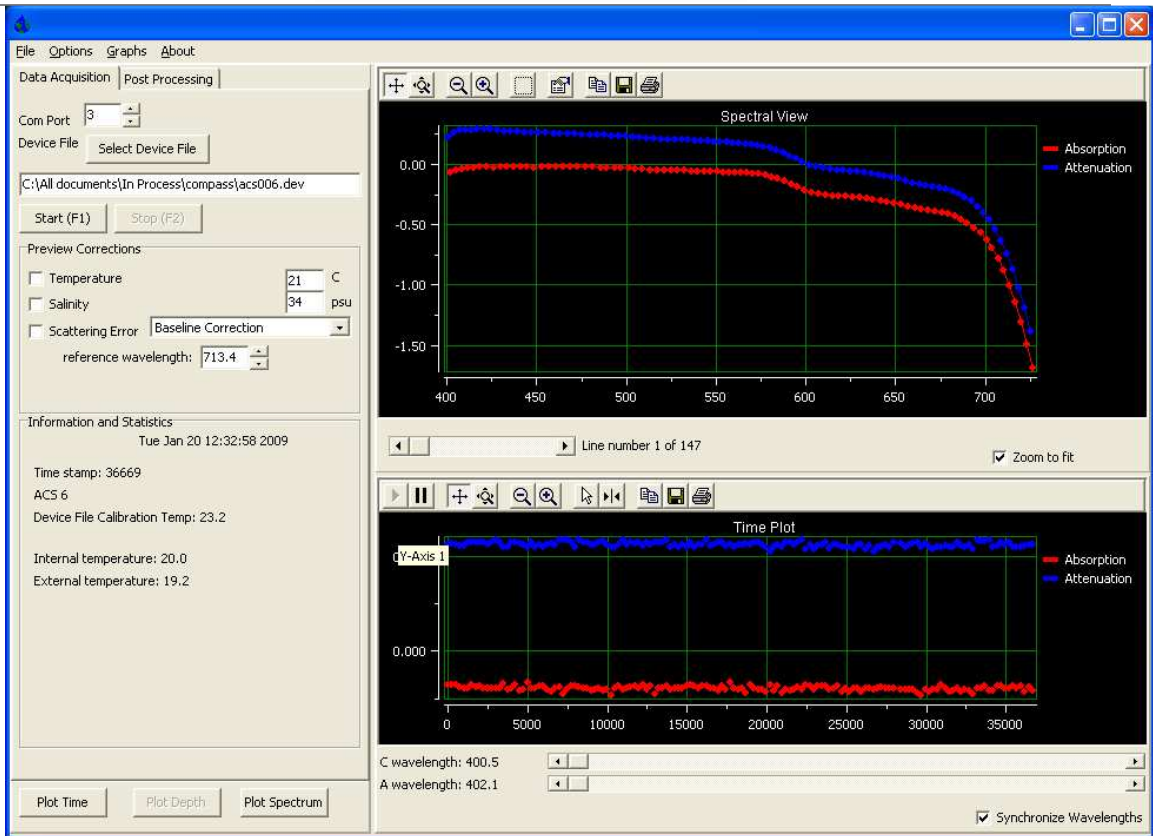 File Options Graphs About
Data Acquisition Post Processing
Com Port 3
Device File Select Device File
C:\All documents\In Process\compass\acs006.dev
Start (F1) Stop (F2)
Preview Corrections
Temperature 21 C
Salinity 34 psu
Scattering Error Baseline Correction
reference wavelength: 713.4
Information and Statistics
Tue Jan 20 12:32:58 2009
Time stamp: 36669
ACS 6
Device File Calibration Temp: 23.2
Internal temperature: 20.0
External temperature: 19.2
Plot Time Plot Depth Plot Spectrum
Spectral View
Absorption
Attenuation
0.00
-0.50
-1.00
-1.50
400 450 500 550 600 650 700
Line number 1 of 147
Zoom to fit
Time Plot
Y-Axis 1
Absorption
Attenuation
0.000
0 5000 10000 15000 20000 25000 30000 35000
C wavelength: 400.5
A wavelength: 402.1
Synchronize Wavelengths